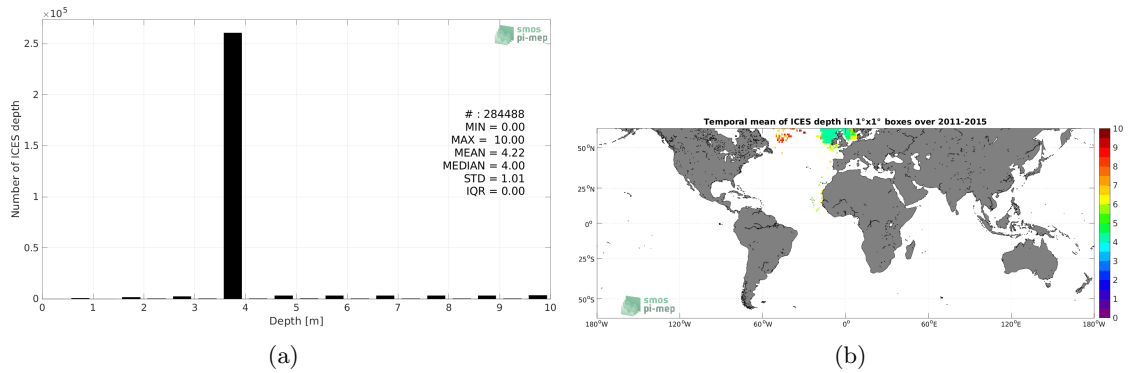 ×10⁵
smos
pi-mep
2.5
2
1.5
1
0.5
0
Number of ICES depth
# : 284488
MIN = 0.00
MAX = 10.00
MEAN = 4.22
MEDIAN = 4.00
STD = 1.01
IQR = 0.00
0 1 2 3 4 5 6 7 8 9 10
Depth [m]
(a)
Temporal mean of ICES depth in 1°x1° boxes over 2011-2015
50°N
25°N
0°
25°S
50°S
180°W 120°W 60°W 0° 60°E 120°E 180°W
smos
pi-mep
10
9
8
7
6
5
4
3
2
1
0
(b)